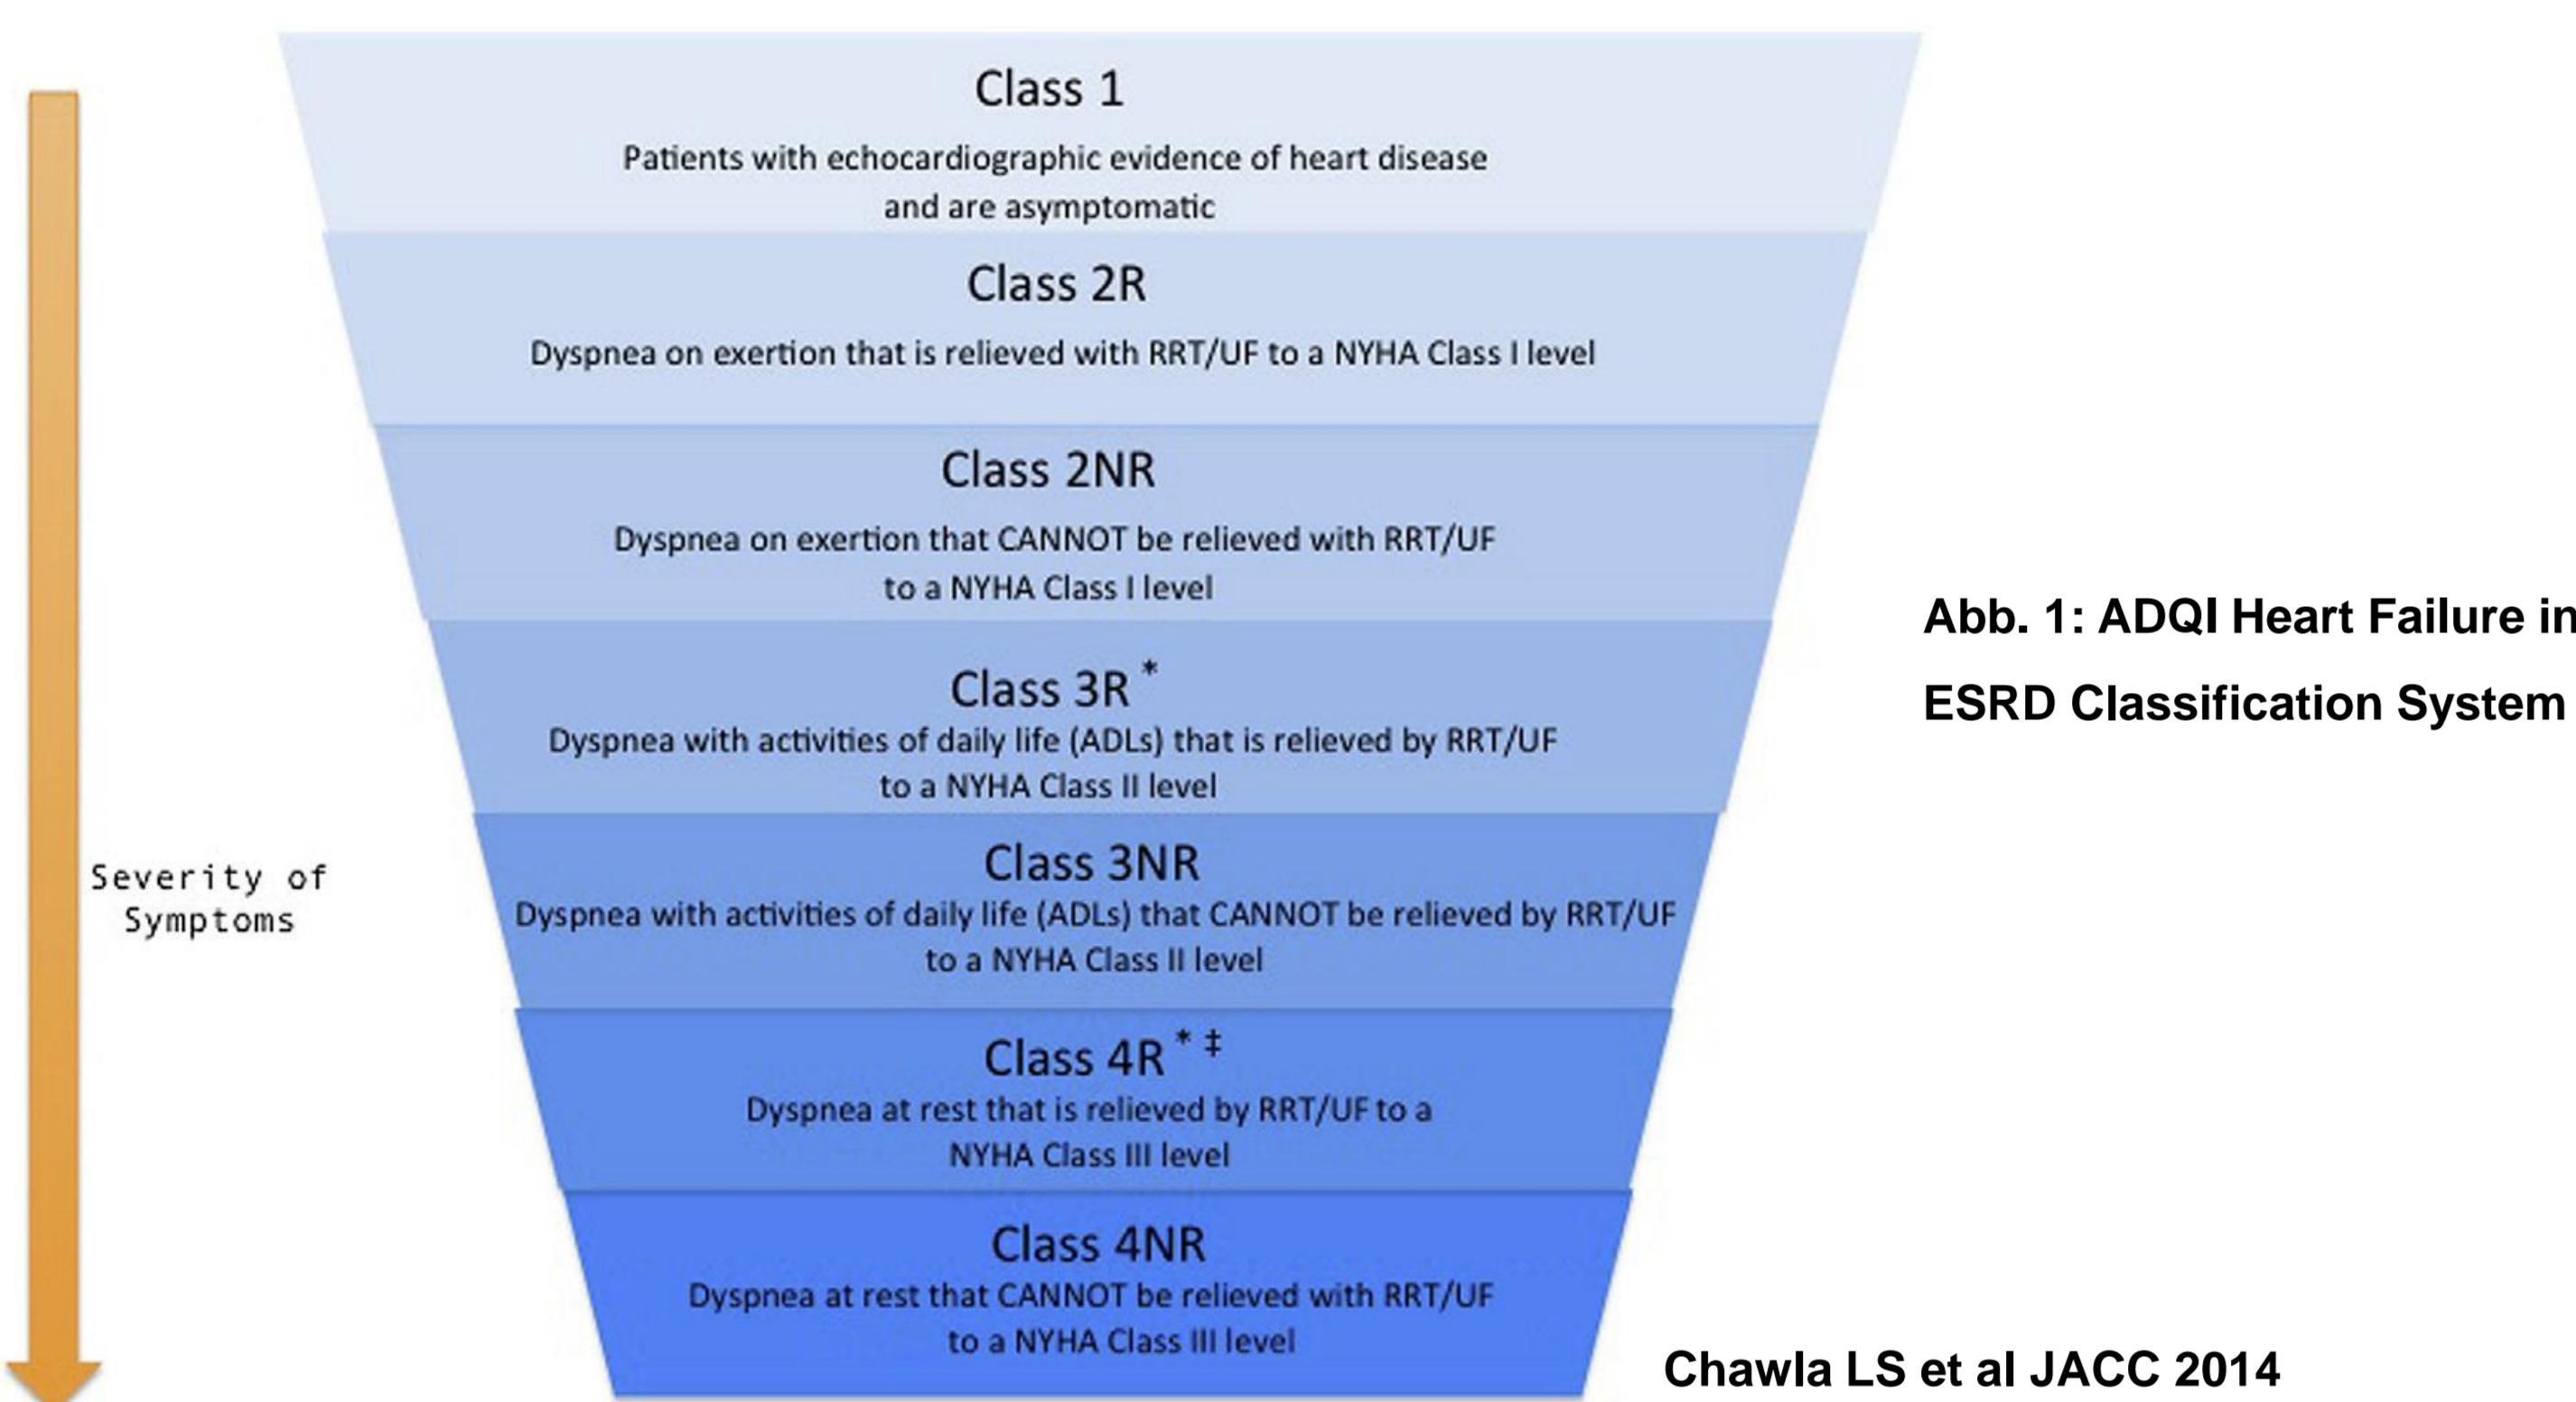 Class 1
Patients with echocardiographic evidence of heart disease
and are asymptomatic
Class 2R
Dyspnea on exertion that is relieved with RRT/UF to a NYHA Class I level
Class 2NR
Dyspnea on exertion that CANNOT be relieved with RRT/UF
to a NYHA Class I level
Class 3R *
Dyspnea with activities of daily life (ADLs) that is relieved by RRT/UF
to a NYHA Class II level
Class 3NR
Dyspnea with activities of daily life (ADLs) that CANNOT be relieved by RRT/UF
to a NYHA Class II level
Class 4R * ‡
Dyspnea at rest that is relieved by RRT/UF to a
NYHA Class III level
Class 4NR
Dyspnea at rest that CANNOT be relieved with RRT/UF
to a NYHA Class III level
Severity of
Symptoms
Abb. 1: ADQI Heart Failure in
ESRD Classification System
Chawla LS et al JACC 2014